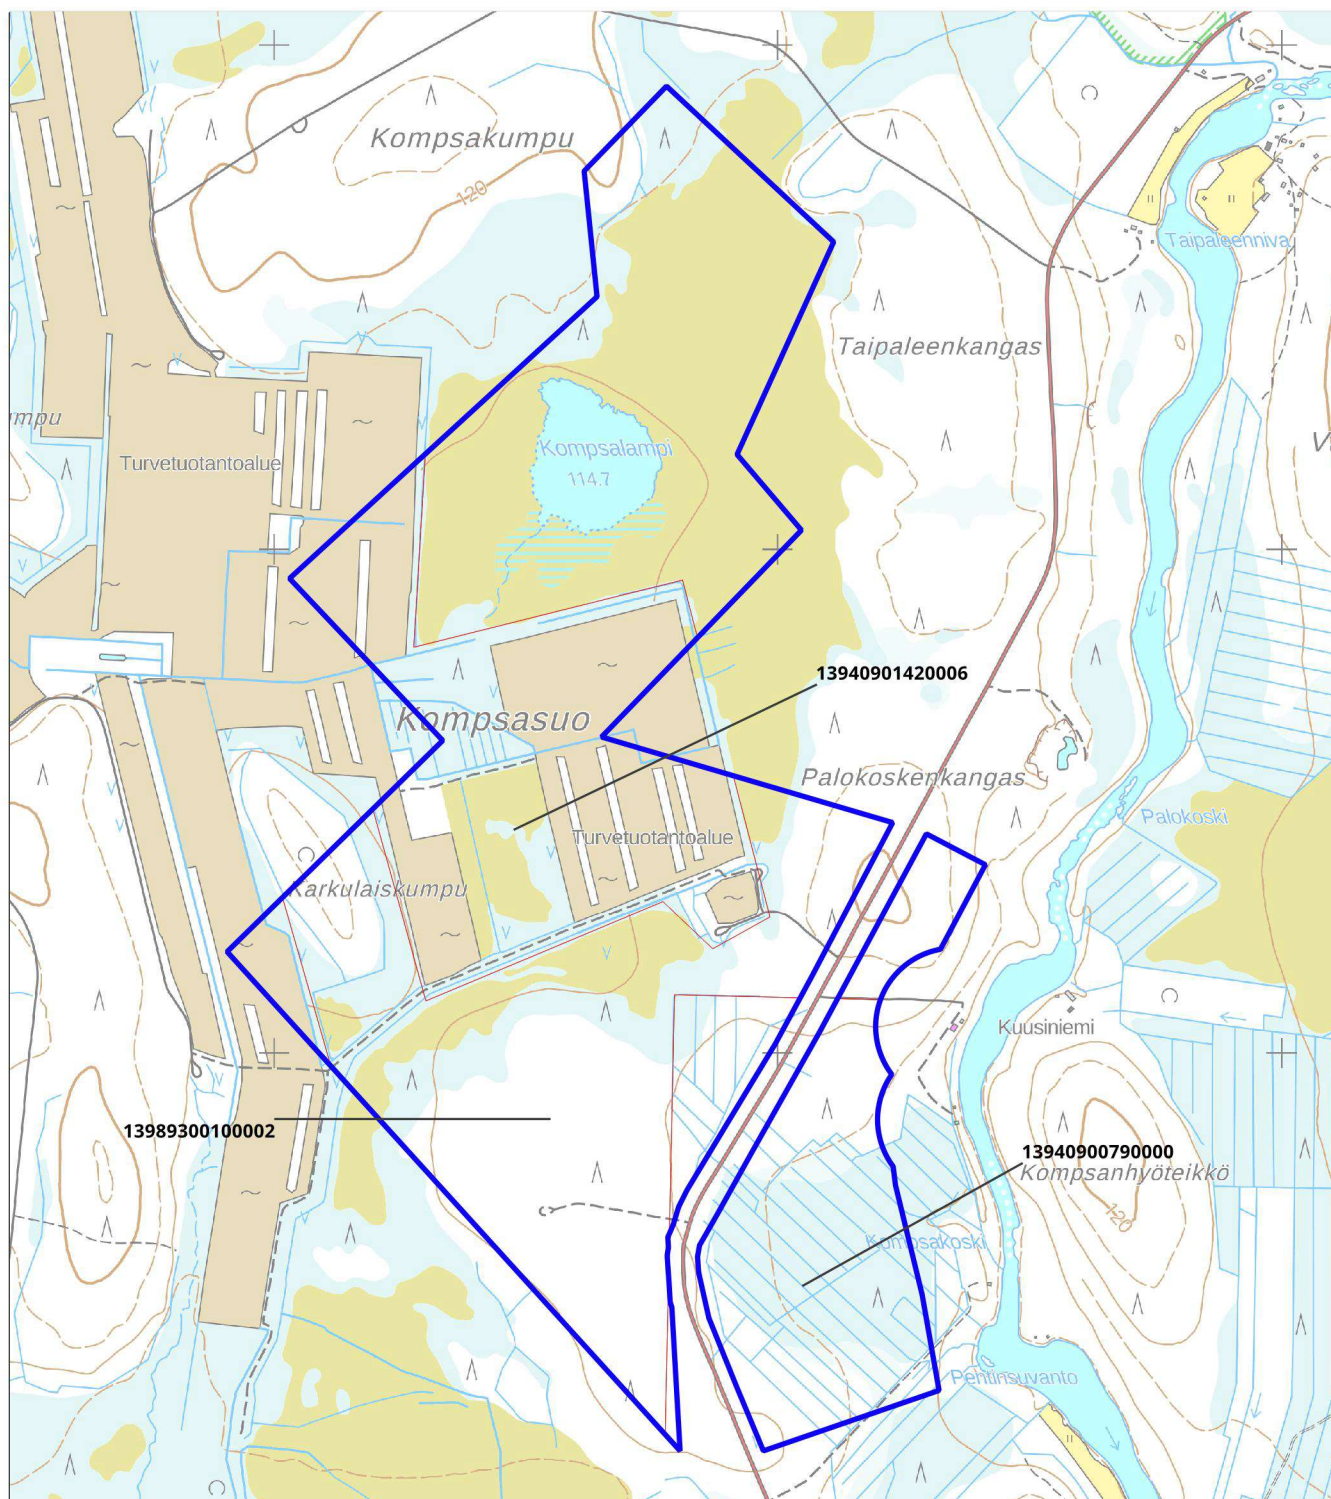 Kompsakumpu
120
Taipaleenniva
Taipaleenkangas
mpu
Turvetuotantoalue
Kompsalampi
114.7
13940901420006
Kompsasuo
Palokoskenkangas
Palokoski
Turvetuotantoalue
Karkulaiskumpu
Kuusiniemi
13989300100002
13940900790000
Kompsanhyöteikkö
120
Kompsakoski
Pentinsuvanto